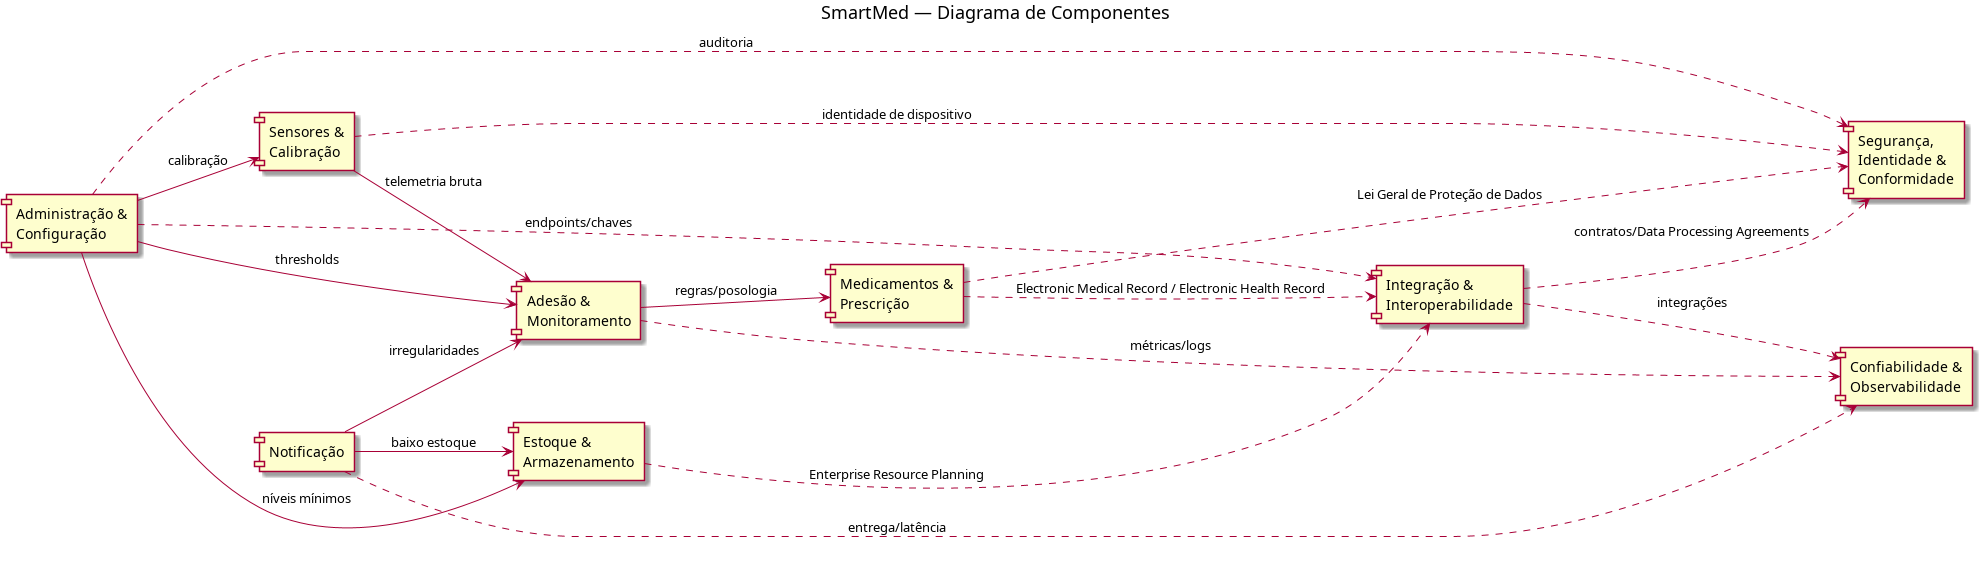 SmartMed — Diagrama de Componentes
auditoria
identidade de dispositivo
Sensores &
Calibração
Segurança,
Identidade &
Conformidade
calibração
telemetria bruta
Lei Geral de Proteção de Dados
Administração &
Configuração
endpoints/chaves
contratos/Data Processing Agreements
thresholds
Adesão &
Monitoramento
regras/posologia
Medicamentos &
Prescrição
Electronic Medical Record / Electronic Health Record
Integração &
Interoperabilidade
integrações
irregularidades
métricas/logs
Confiabilidade &
Observabilidade
Notificação
baixo estoque
Estoque &
Armazenamento
Enterprise Resource Planning
níveis mínimos
entrega/latência